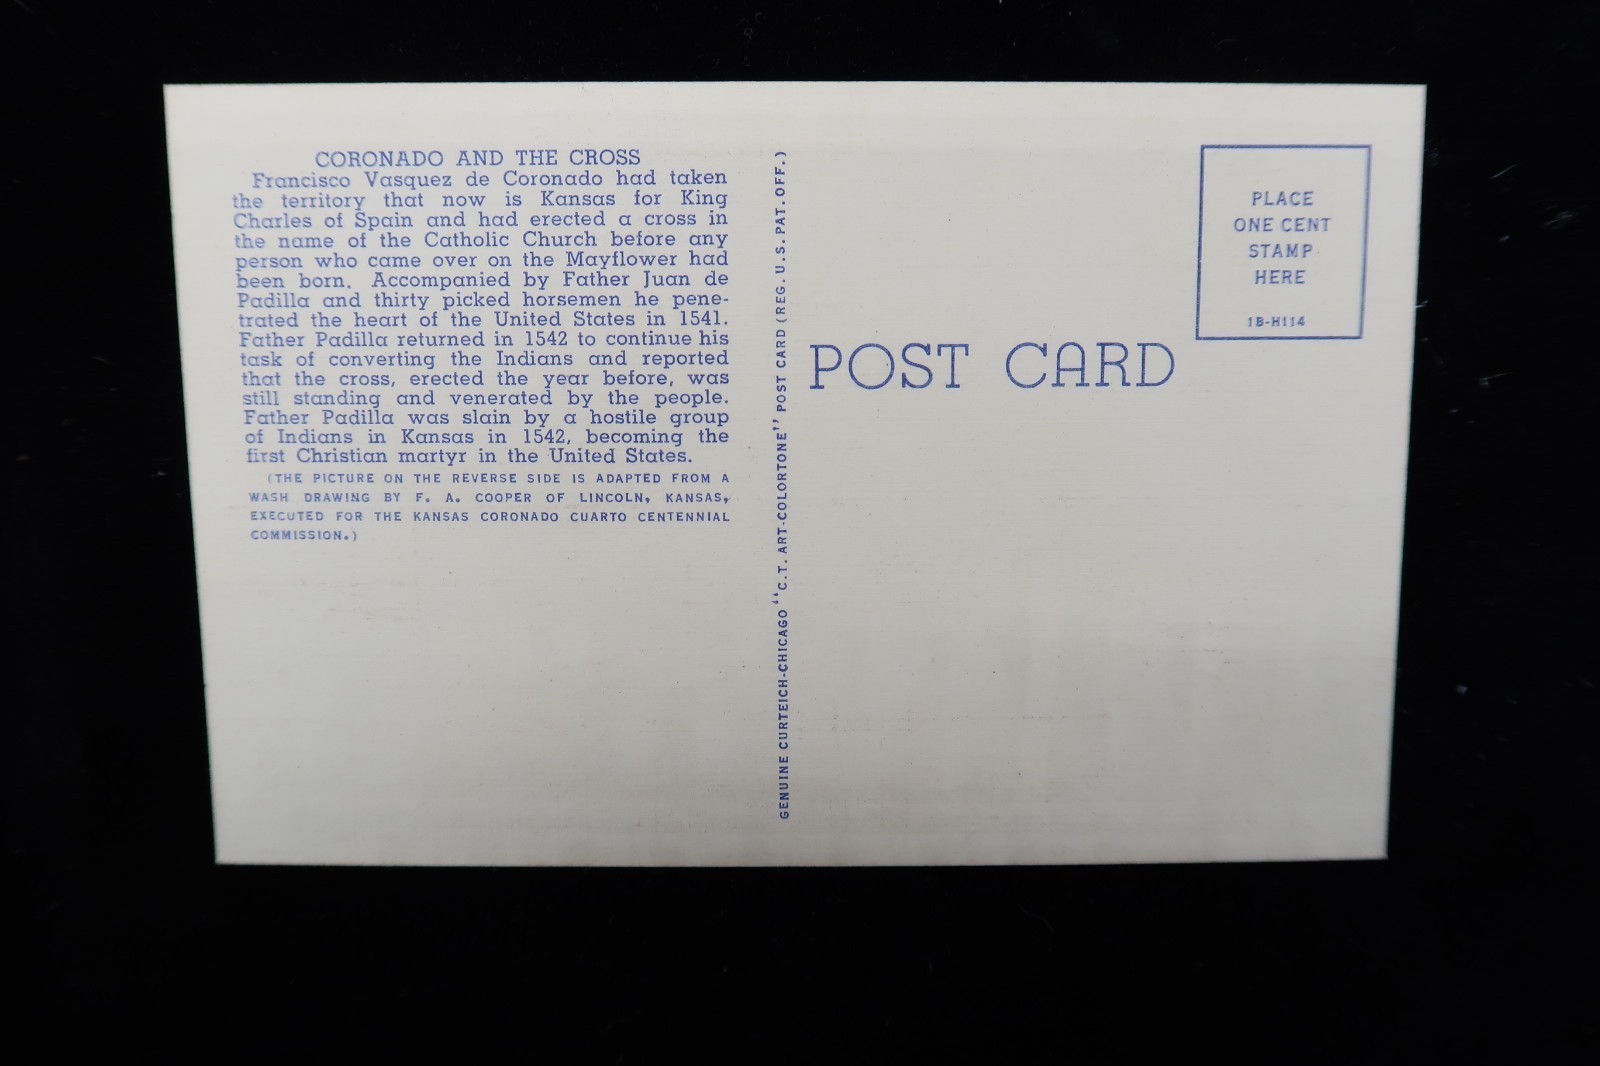 CORONADO AND THE CROSS
Francisco Vasquez de Coronado had taken
the territory that now is Kansas for King
Charles of Spain and had erected a cross in
the name of the Catholic Church before any
person who came over on the Mayflower had
been born. Accompanied by Father Juan de
Padilla and thirty picked horsemen he pene-
trated the heart of the United States in 1541.
Father Padilla returned in 1542 to continue his
task of converting the Indians and reported
that the cross, erected the year before, was
still standing and venerated by the people.
Father Padilla was slain by a hostile group
of Indians in Kansas in 1542, becoming the
first Christian martyr in the United States.
(THE PICTURE ON THE REVERSE SIDE IS ADAPTED FROM A
WASH DRAWING BY F. A. COOPER OF LINCOLN, KANSAS,
EXECUTED FOR THE KANSAS CORONADO CUARTO CENTENNIAL
COMMISSION.)
GENUINE CURTEICH-CHICAGO "C.T. ART-COLORTONE" POST CARD (REG. U.S. PAT. OFF.)
POST CARD
PLACE
ONE CENT
STAMP
HERE
1B-H114